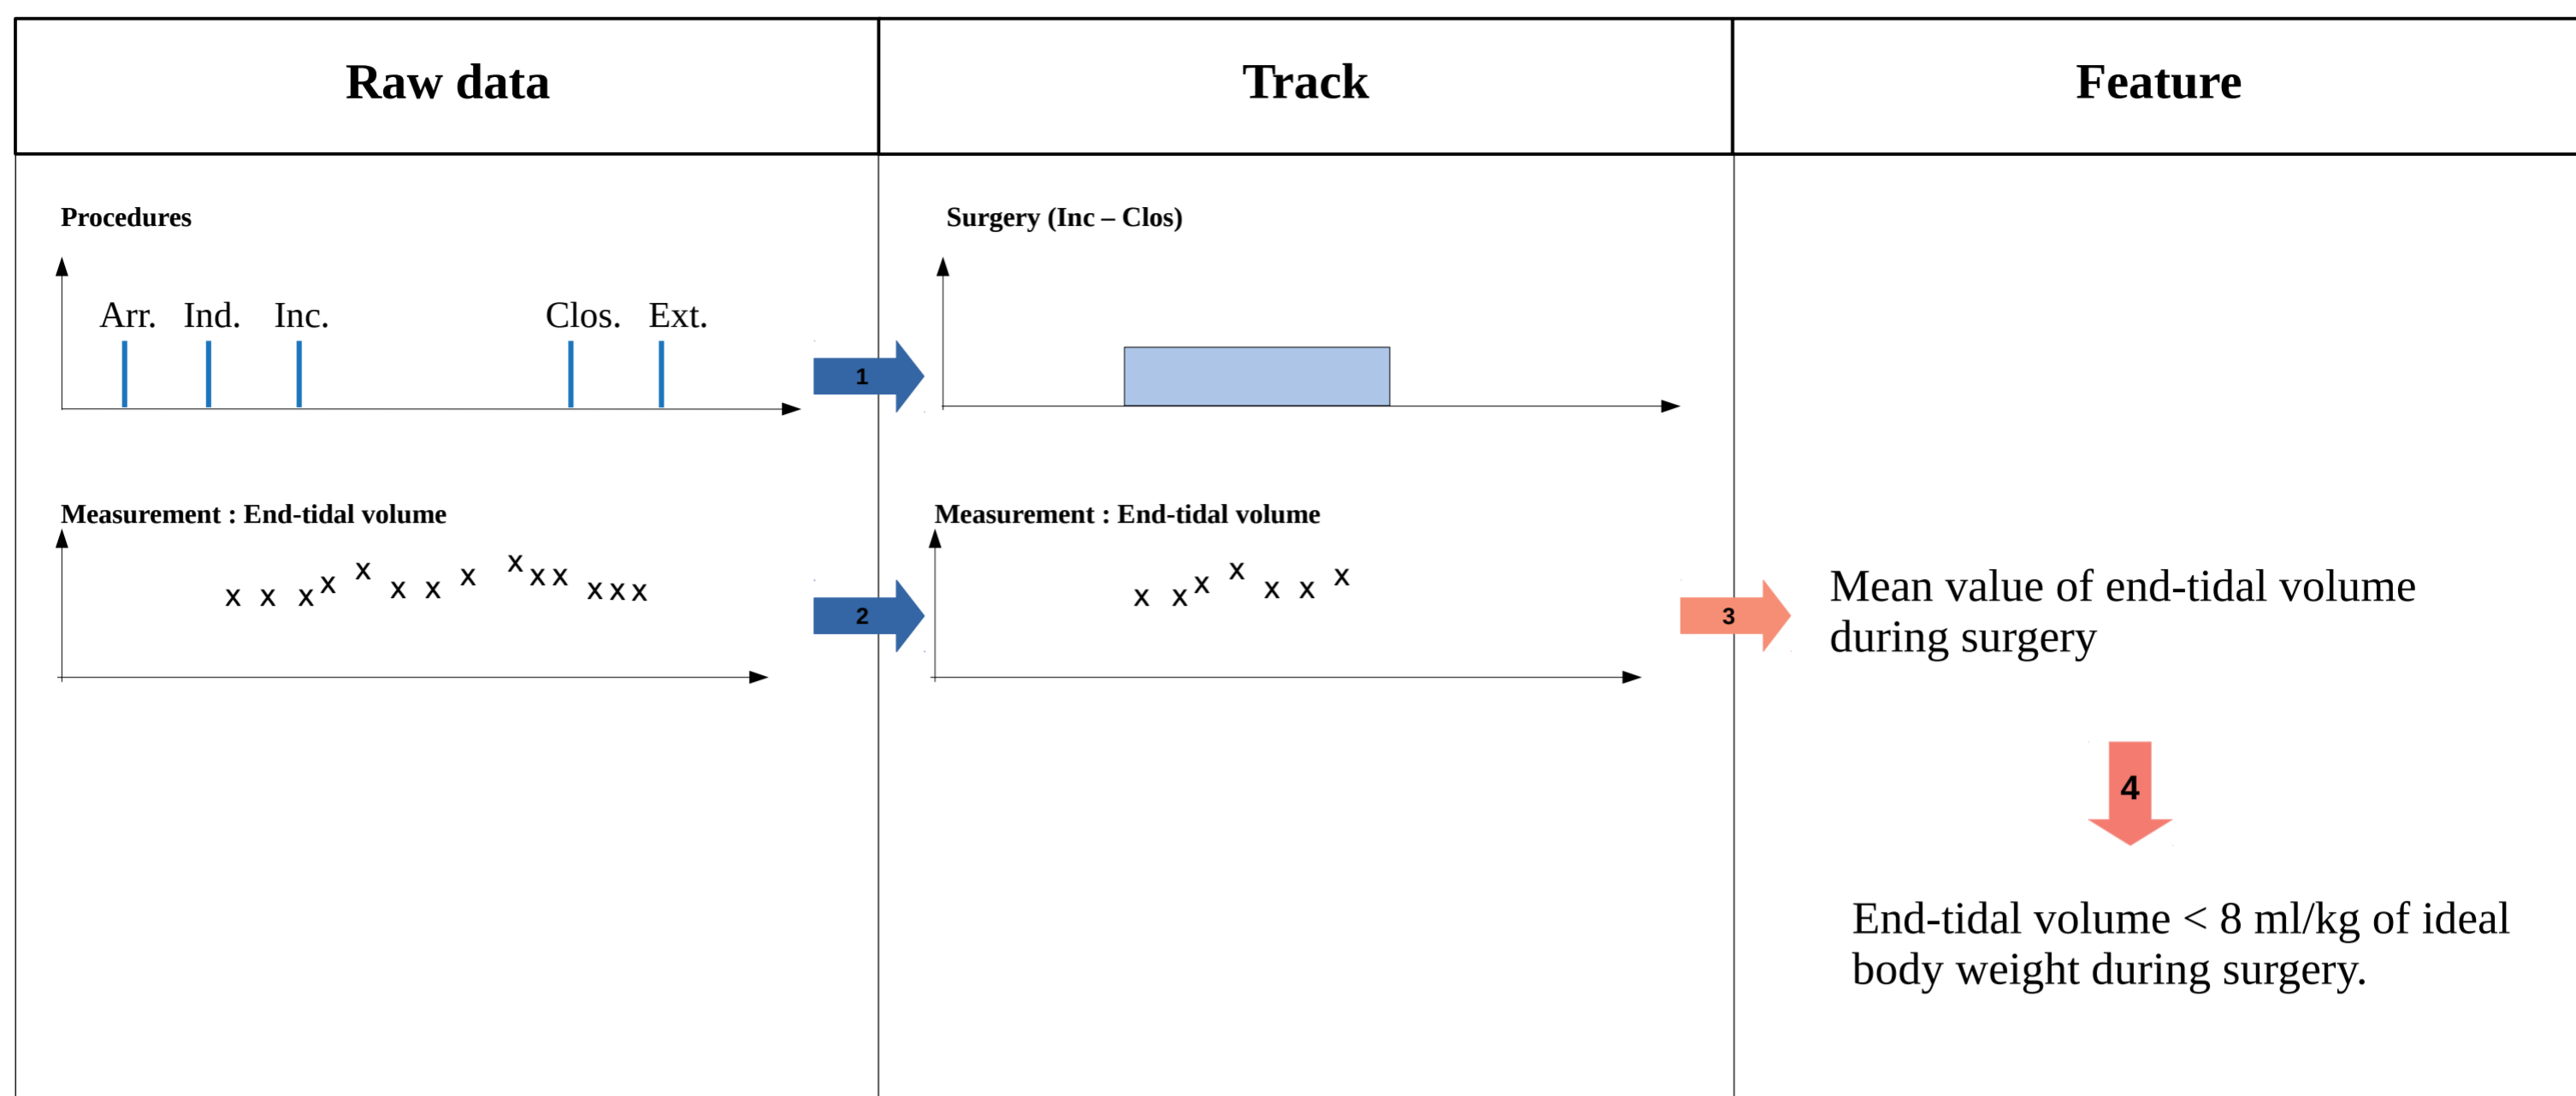 Raw data
Track
Feature
Procedures
Surgery (Inc – Clos)
Arr. Ind. Inc. Clos. Ext.
1
Measurement : End-tidal volume
Measurement : End-tidal volume
x x x x x x x x x x x x x x
x x x x x x x
2
3
Mean value of end-tidal volume
during surgery
4
End-tidal volume < 8 ml/kg of ideal
body weight during surgery.